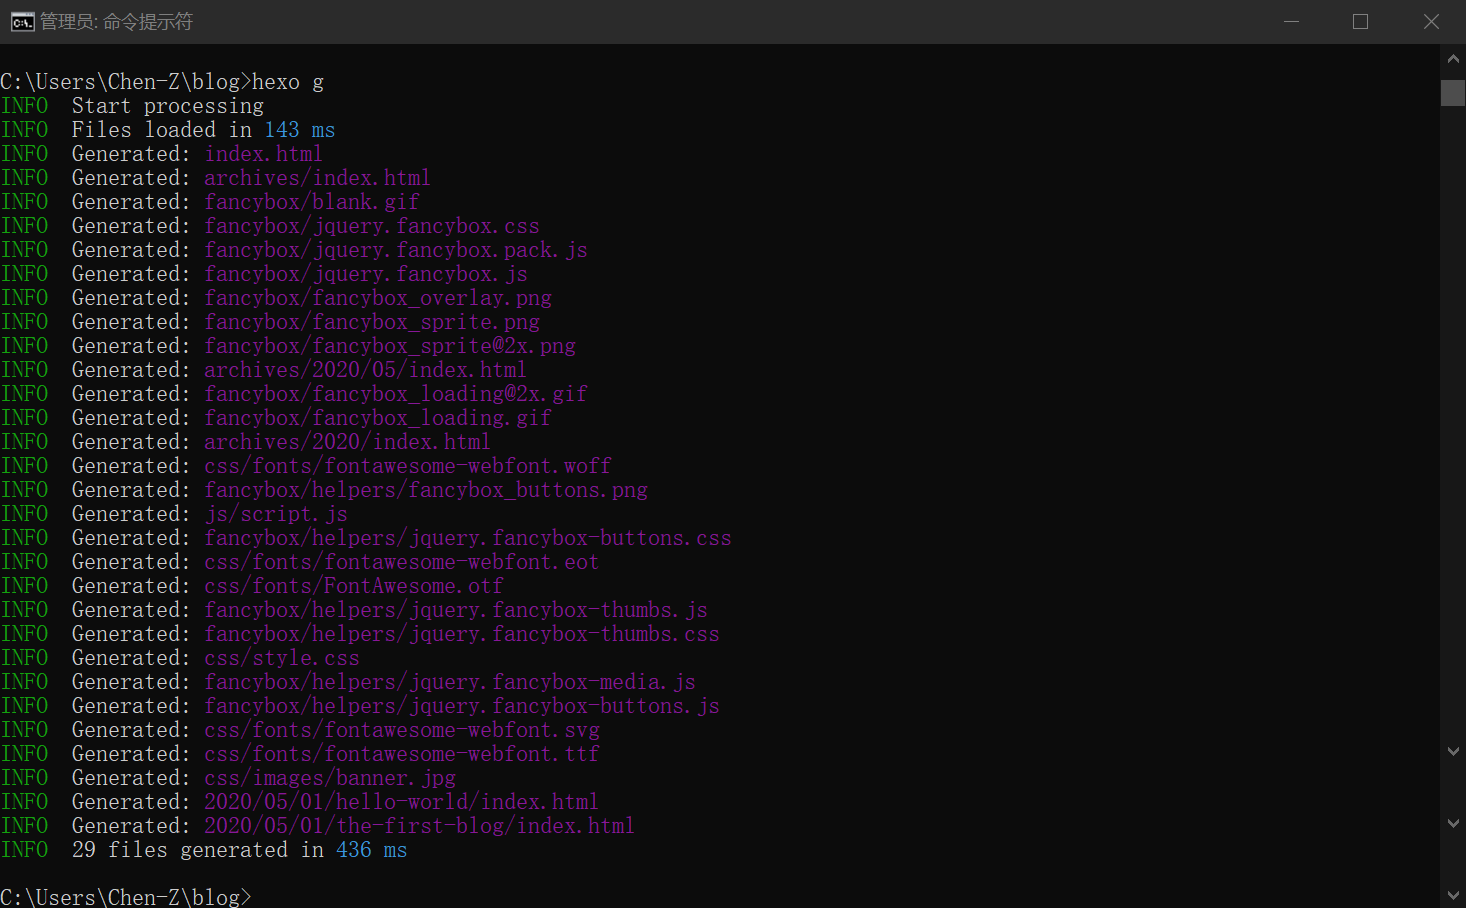 管理员: 命令提示符
C:\Users\Chen-Z\blog>hexo g
INFO  Start processing
INFO  Files loaded in 143 ms
INFO  Generated: index.html
INFO  Generated: archives/index.html
INFO  Generated: fancybox/blank.gif
INFO  Generated: fancybox/jquery.fancybox.css
INFO  Generated: fancybox/jquery.fancybox.pack.js
INFO  Generated: fancybox/jquery.fancybox.js
INFO  Generated: fancybox/fancybox_overlay.png
INFO  Generated: fancybox/fancybox_sprite.png
INFO  Generated: fancybox/fancybox_sprite@2x.png
INFO  Generated: archives/2020/05/index.html
INFO  Generated: fancybox/fancybox_loading@2x.gif
INFO  Generated: fancybox/fancybox_loading.gif
INFO  Generated: archives/2020/index.html
INFO  Generated: css/fonts/fontawesome-webfont.woff
INFO  Generated: fancybox/helpers/fancybox_buttons.png
INFO  Generated: js/script.js
INFO  Generated: fancybox/helpers/jquery.fancybox-buttons.css
INFO  Generated: css/fonts/fontawesome-webfont.eot
INFO  Generated: css/fonts/FontAwesome.otf
INFO  Generated: fancybox/helpers/jquery.fancybox-thumbs.js
INFO  Generated: fancybox/helpers/jquery.fancybox-thumbs.css
INFO  Generated: css/style.css
INFO  Generated: fancybox/helpers/jquery.fancybox-media.js
INFO  Generated: fancybox/helpers/jquery.fancybox-buttons.js
INFO  Generated: css/fonts/fontawesome-webfont.svg
INFO  Generated: css/fonts/fontawesome-webfont.ttf
INFO  Generated: css/images/banner.jpg
INFO  Generated: 2020/05/01/hello-world/index.html
INFO  Generated: 2020/05/01/the-first-blog/index.html
INFO  29 files generated in 436 ms
C:\Users\Chen-Z\blog>